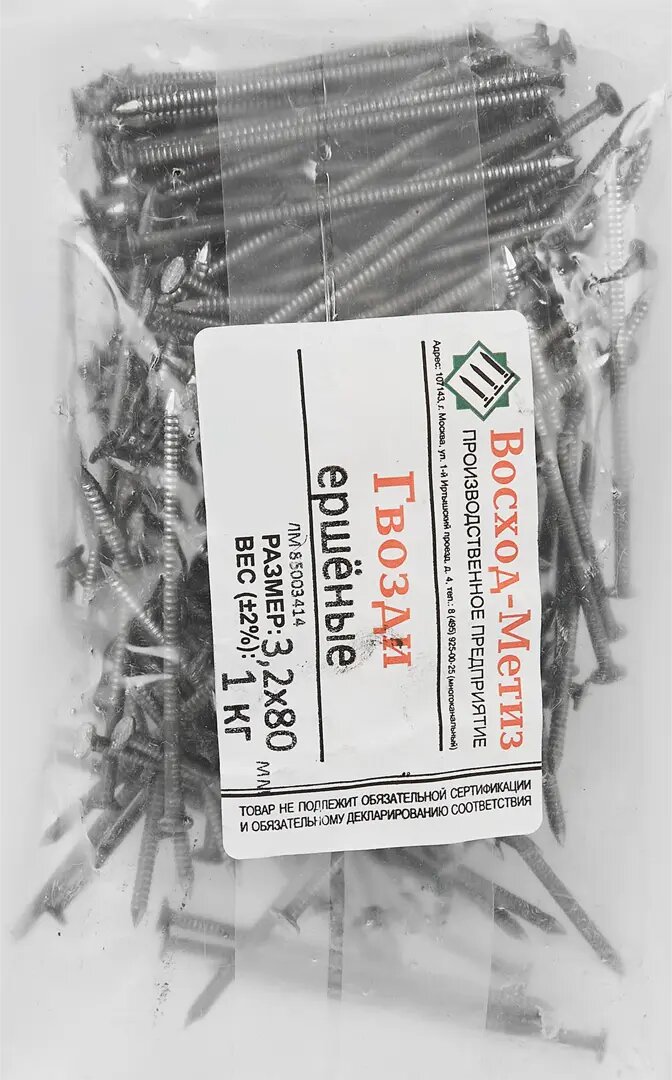 Восход-Метиз
ПРОИЗВОДСТВЕННОЕ ПРЕДПРИЯТИЕ
Адрес: 107143, г. Москва, ул. 1-й Иртышский проезд, д. 4, тел.: 8 (495) 925-00-25 (многоканальный)
Гвозди
ершёные
ЛМ 85003414
РАЗМЕР: 3,2х80 мм
ВЕС (±2%): 1 кг
ТОВАР НЕ ПОДЛЕЖИТ ОБЯЗАТЕЛЬНОЙ СЕРТИФИКАЦИИ
И ОБЯЗАТЕЛЬНОМУ ДЕКЛАРИРОВАНИЮ СООТВЕТСТВИЯ